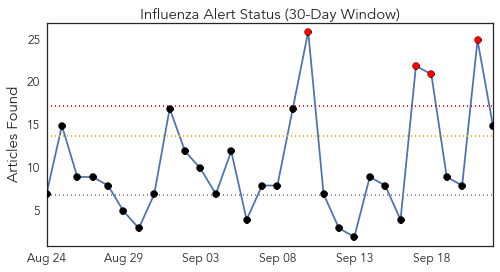 Influenza Alert Status (30-Day Window)
Articles Found
25
20
15
10
5
Aug 24
Aug 29
Sep 03
Sep 08
Sep 13
Sep 18